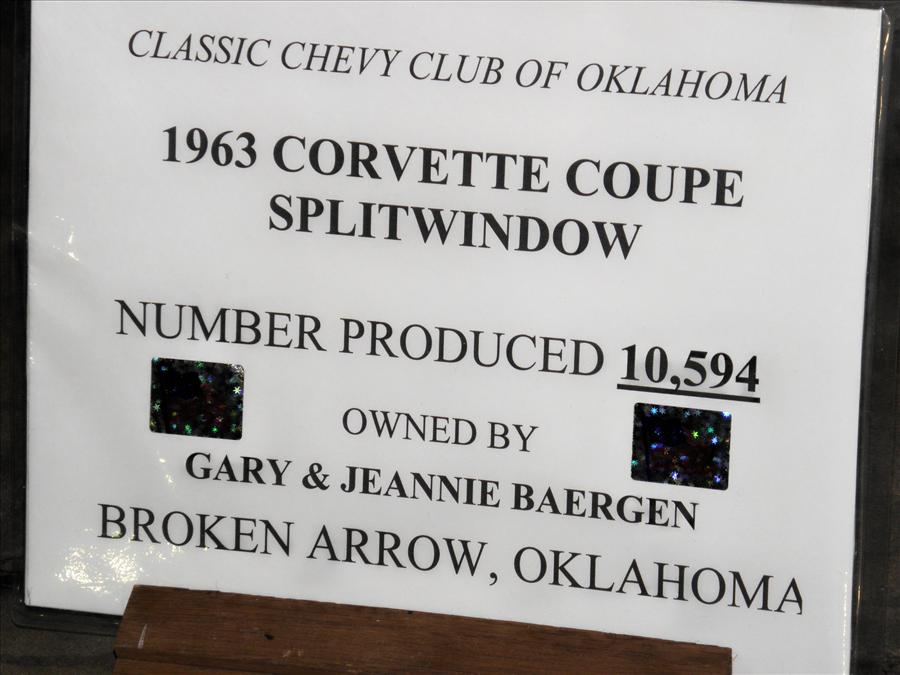 CLASSIC CHEVY CLUB OF OKLAHOMA
1963 CORVETTE COUPE
SPLITWINDOW
NUMBER PRODUCED 10,594
OWNED BY
GARY & JEANNIE BAERGEN
BROKEN ARROW, OKLAHOMA